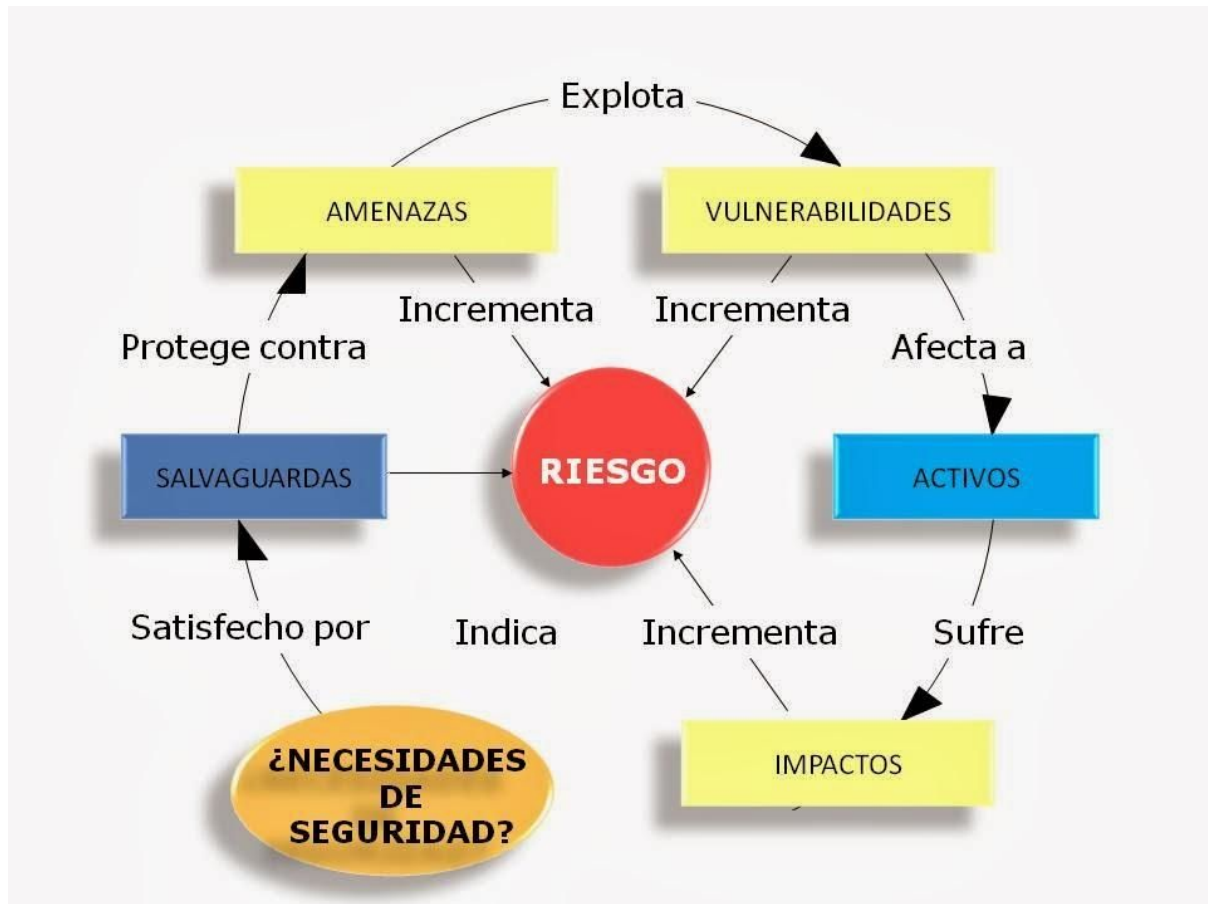 Explota
AMENAZAS
VULNERABILIDADES
Incrementa
Incrementa
Protege contra
Afecta a
SALVAGUARDAS
RIESGO
ACTIVOS
Satisfecho por
Indica
Incrementa
Sufre
¿NECESIDADES
DE
SEGURIDAD?
IMPACTOS